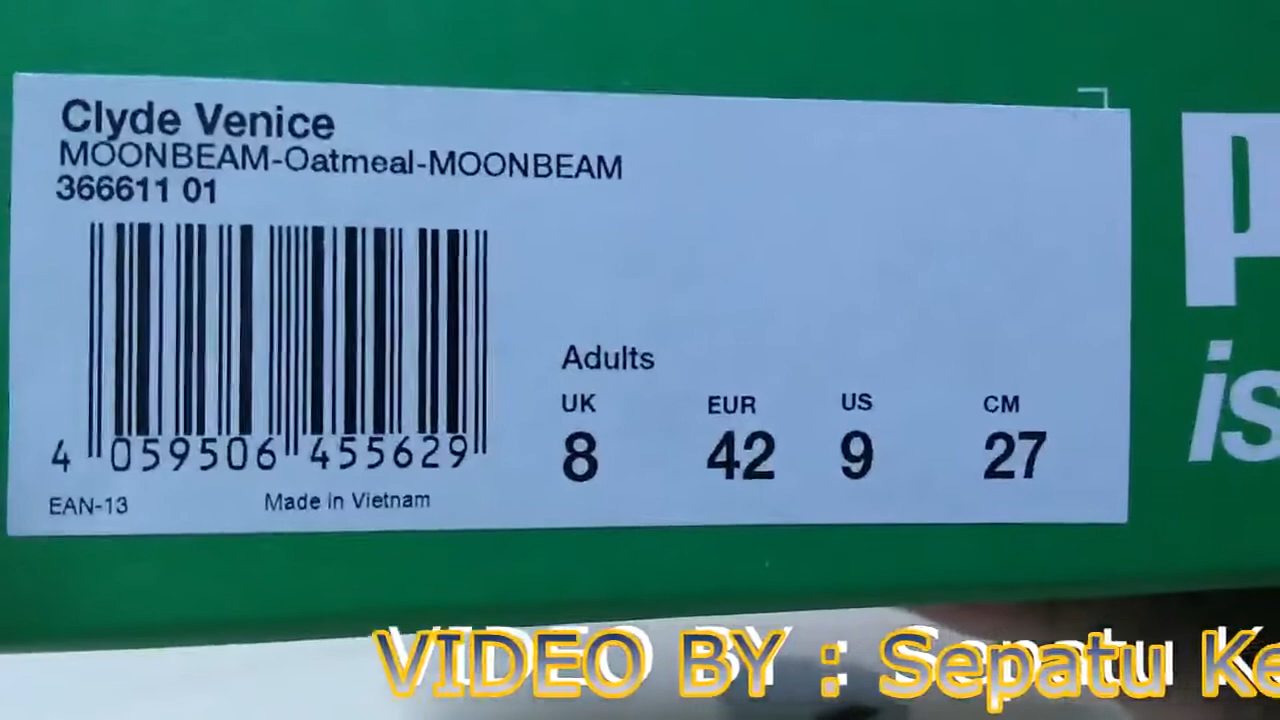 Clyde Venice
MOONBEAM-Oatmeal-MOONBEAM
366611 01
4 059506 455629
EAN-13 Made in Vietnam
Adults
UK EUR US CM
8 42 9 27
is
VIDEO BY : Sepatu Ke